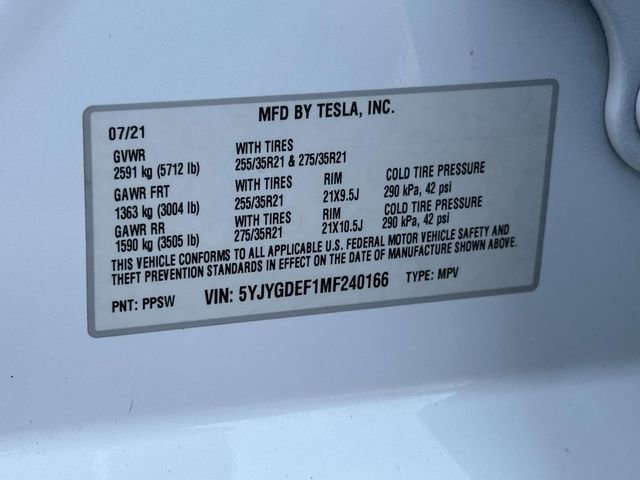 MFD BY TESLA, INC.
07/21
GVWR WITH TIRES
2591 kg (5712 lb) 255/35R21 & 275/35R21
GAWR FRT WITH TIRES RIM COLD TIRE PRESSURE
1363 kg (3004 lb) 255/35R21 21X9.5J 290 kPa, 42 psi
GAWR RR WITH TIRES RIM COLD TIRE PRESSURE
1590 kg (3505 lb) 275/35R21 21X10.5J 290 kPa, 42 psi
THIS VEHICLE CONFORMS TO ALL APPLICABLE U.S. FEDERAL MOTOR VEHICLE SAFETY AND
THEFT PREVENTION STANDARDS IN EFFECT ON THE DATE OF MANUFACTURE SHOWN ABOVE.
PNT: PPSW VIN: 5YJYGDEF1MF240166 TYPE: MPV